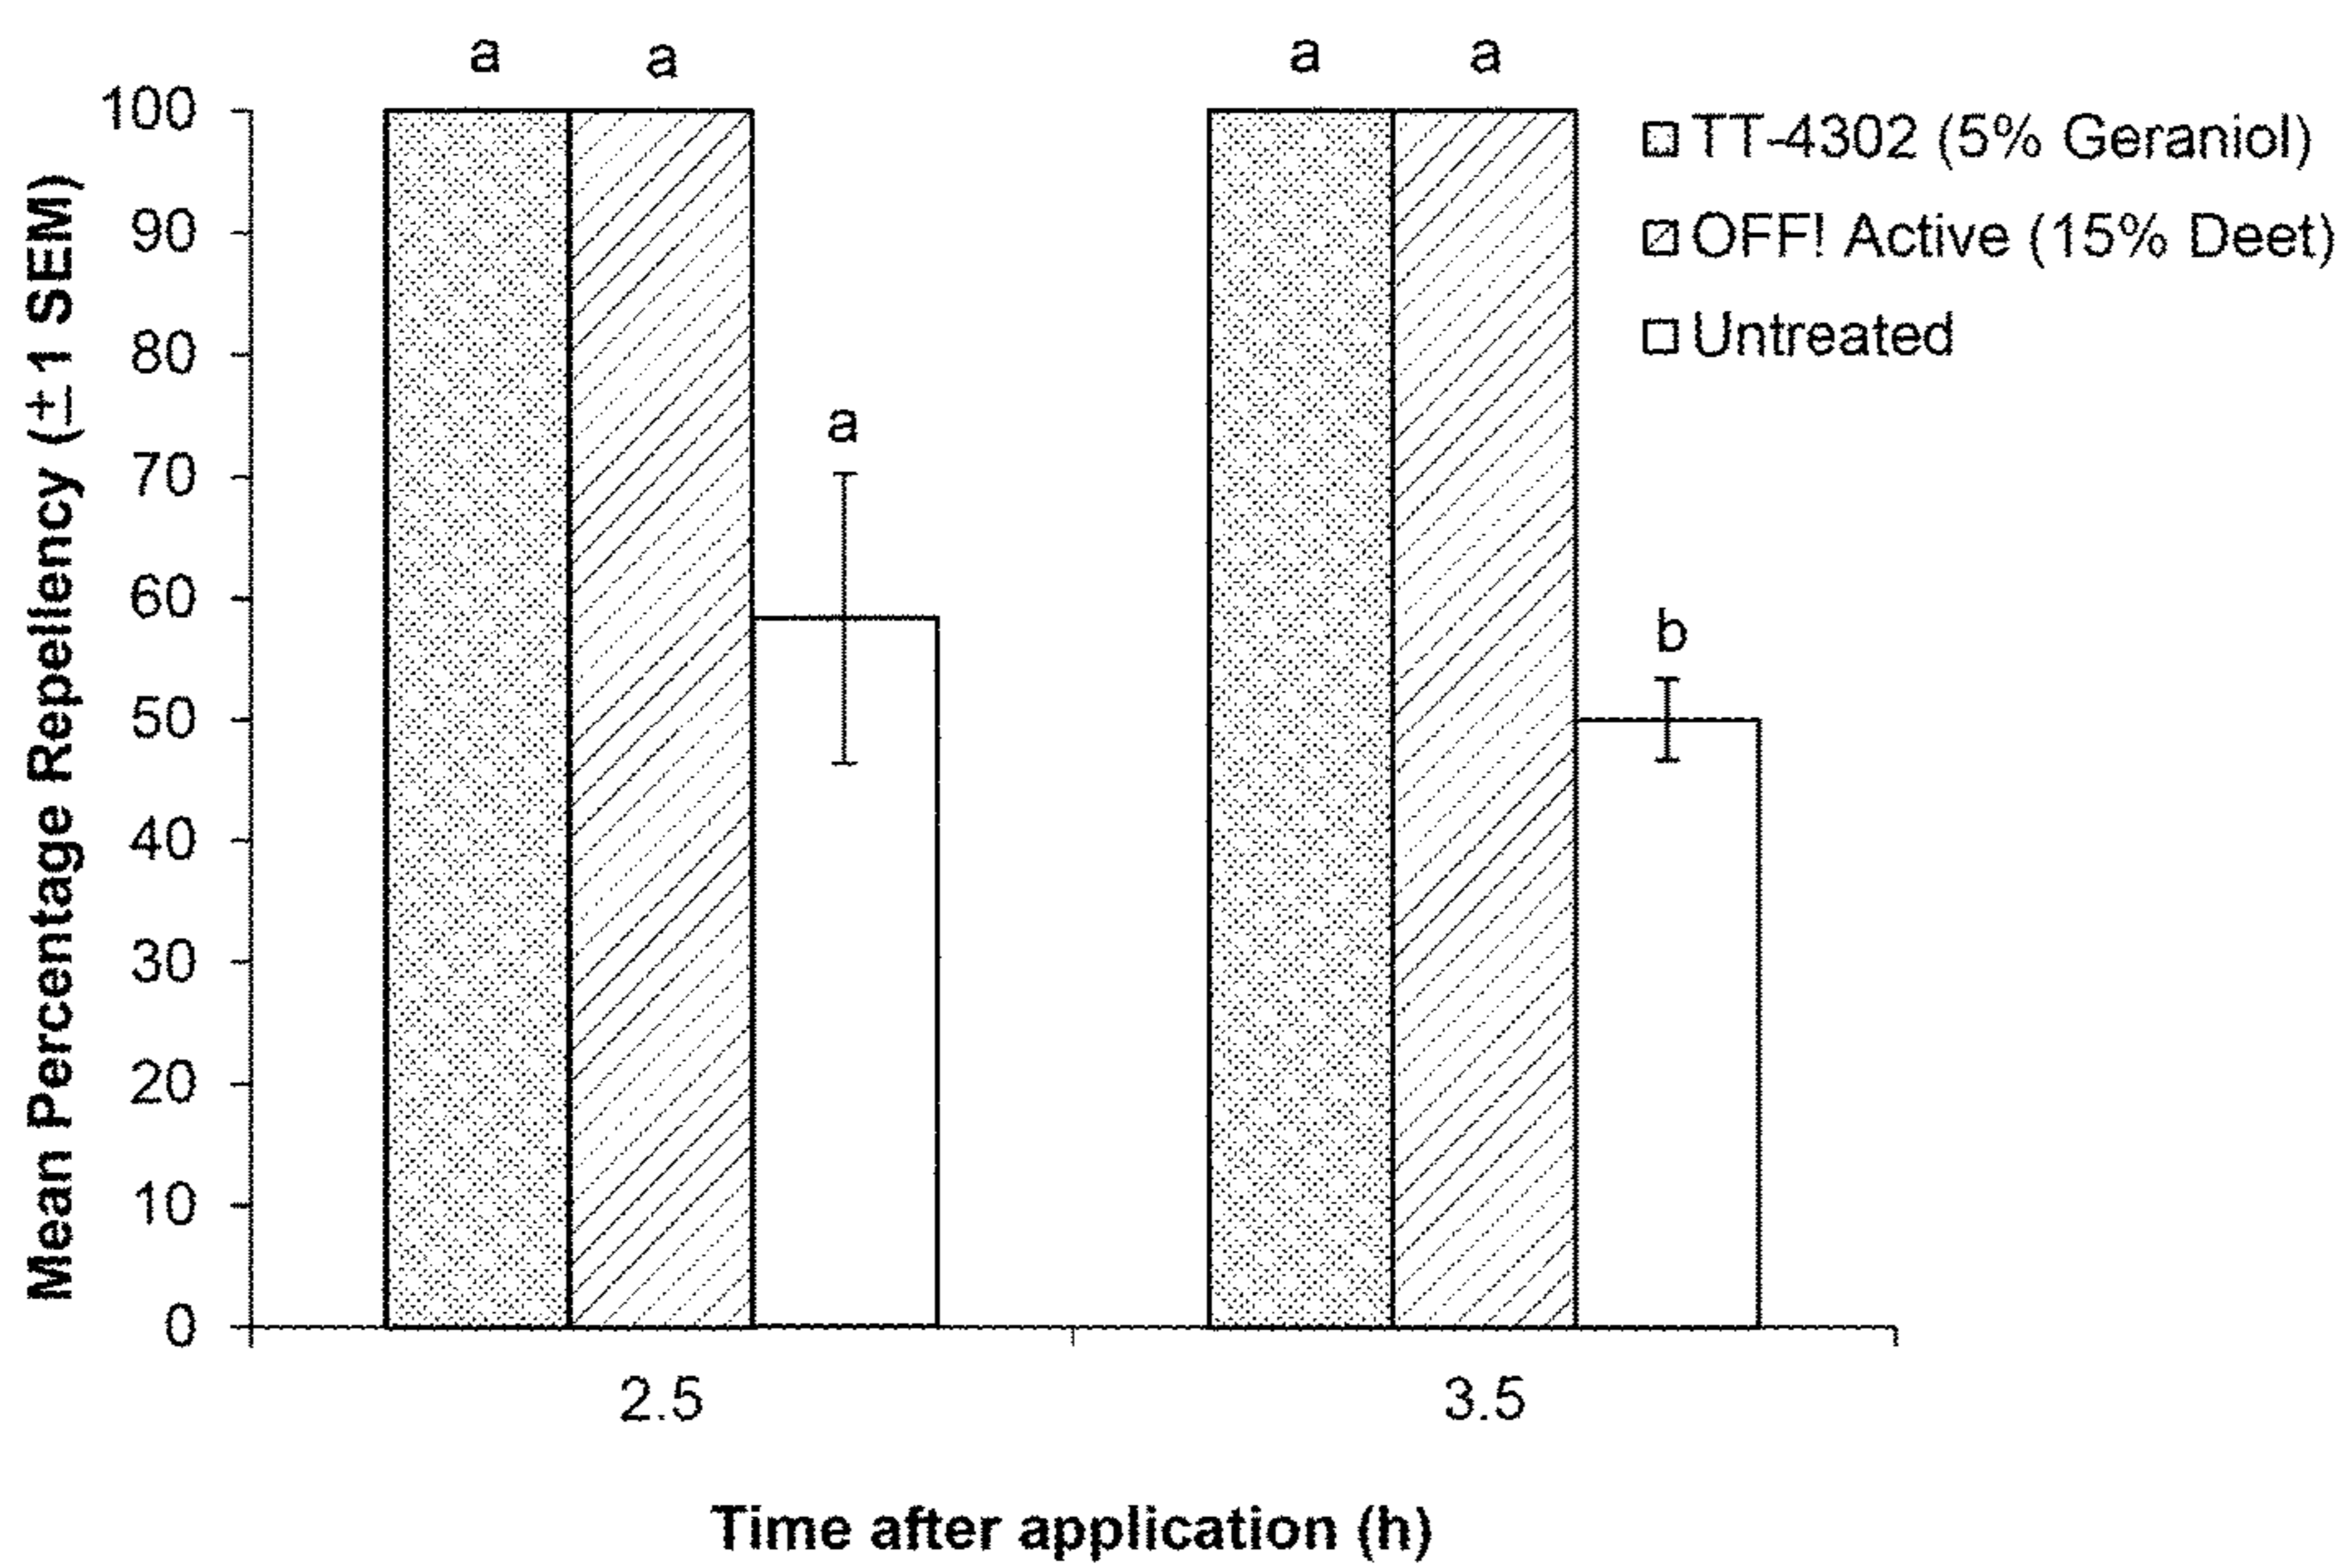 a a a a
100
90
80
70
60
50
40
30
20
10
0
Mean Percentage Repellency (± 1 SEM)
a
b
TT-4302 (5% Geraniol)
OFF! Active (15% Deet)
Untreated
2.5 3.5
Time after application (h)